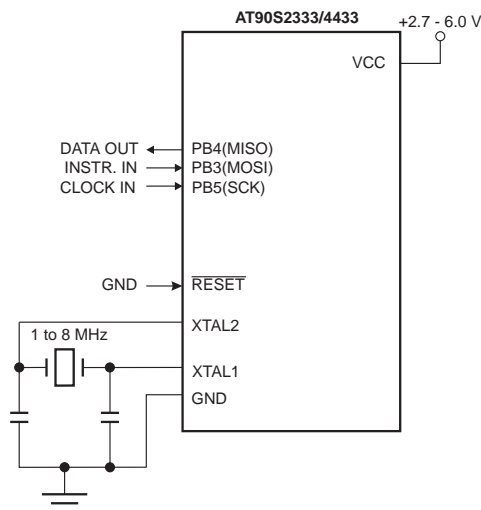 AT90S2333/4433
+2.7 - 6.0 V
VCC
DATA OUT PB4(MISO)
INSTR. IN PB3(MOSI)
CLOCK IN PB5(SCK)
GND RESET
XTAL2
1 to 8 MHz
XTAL1
GND